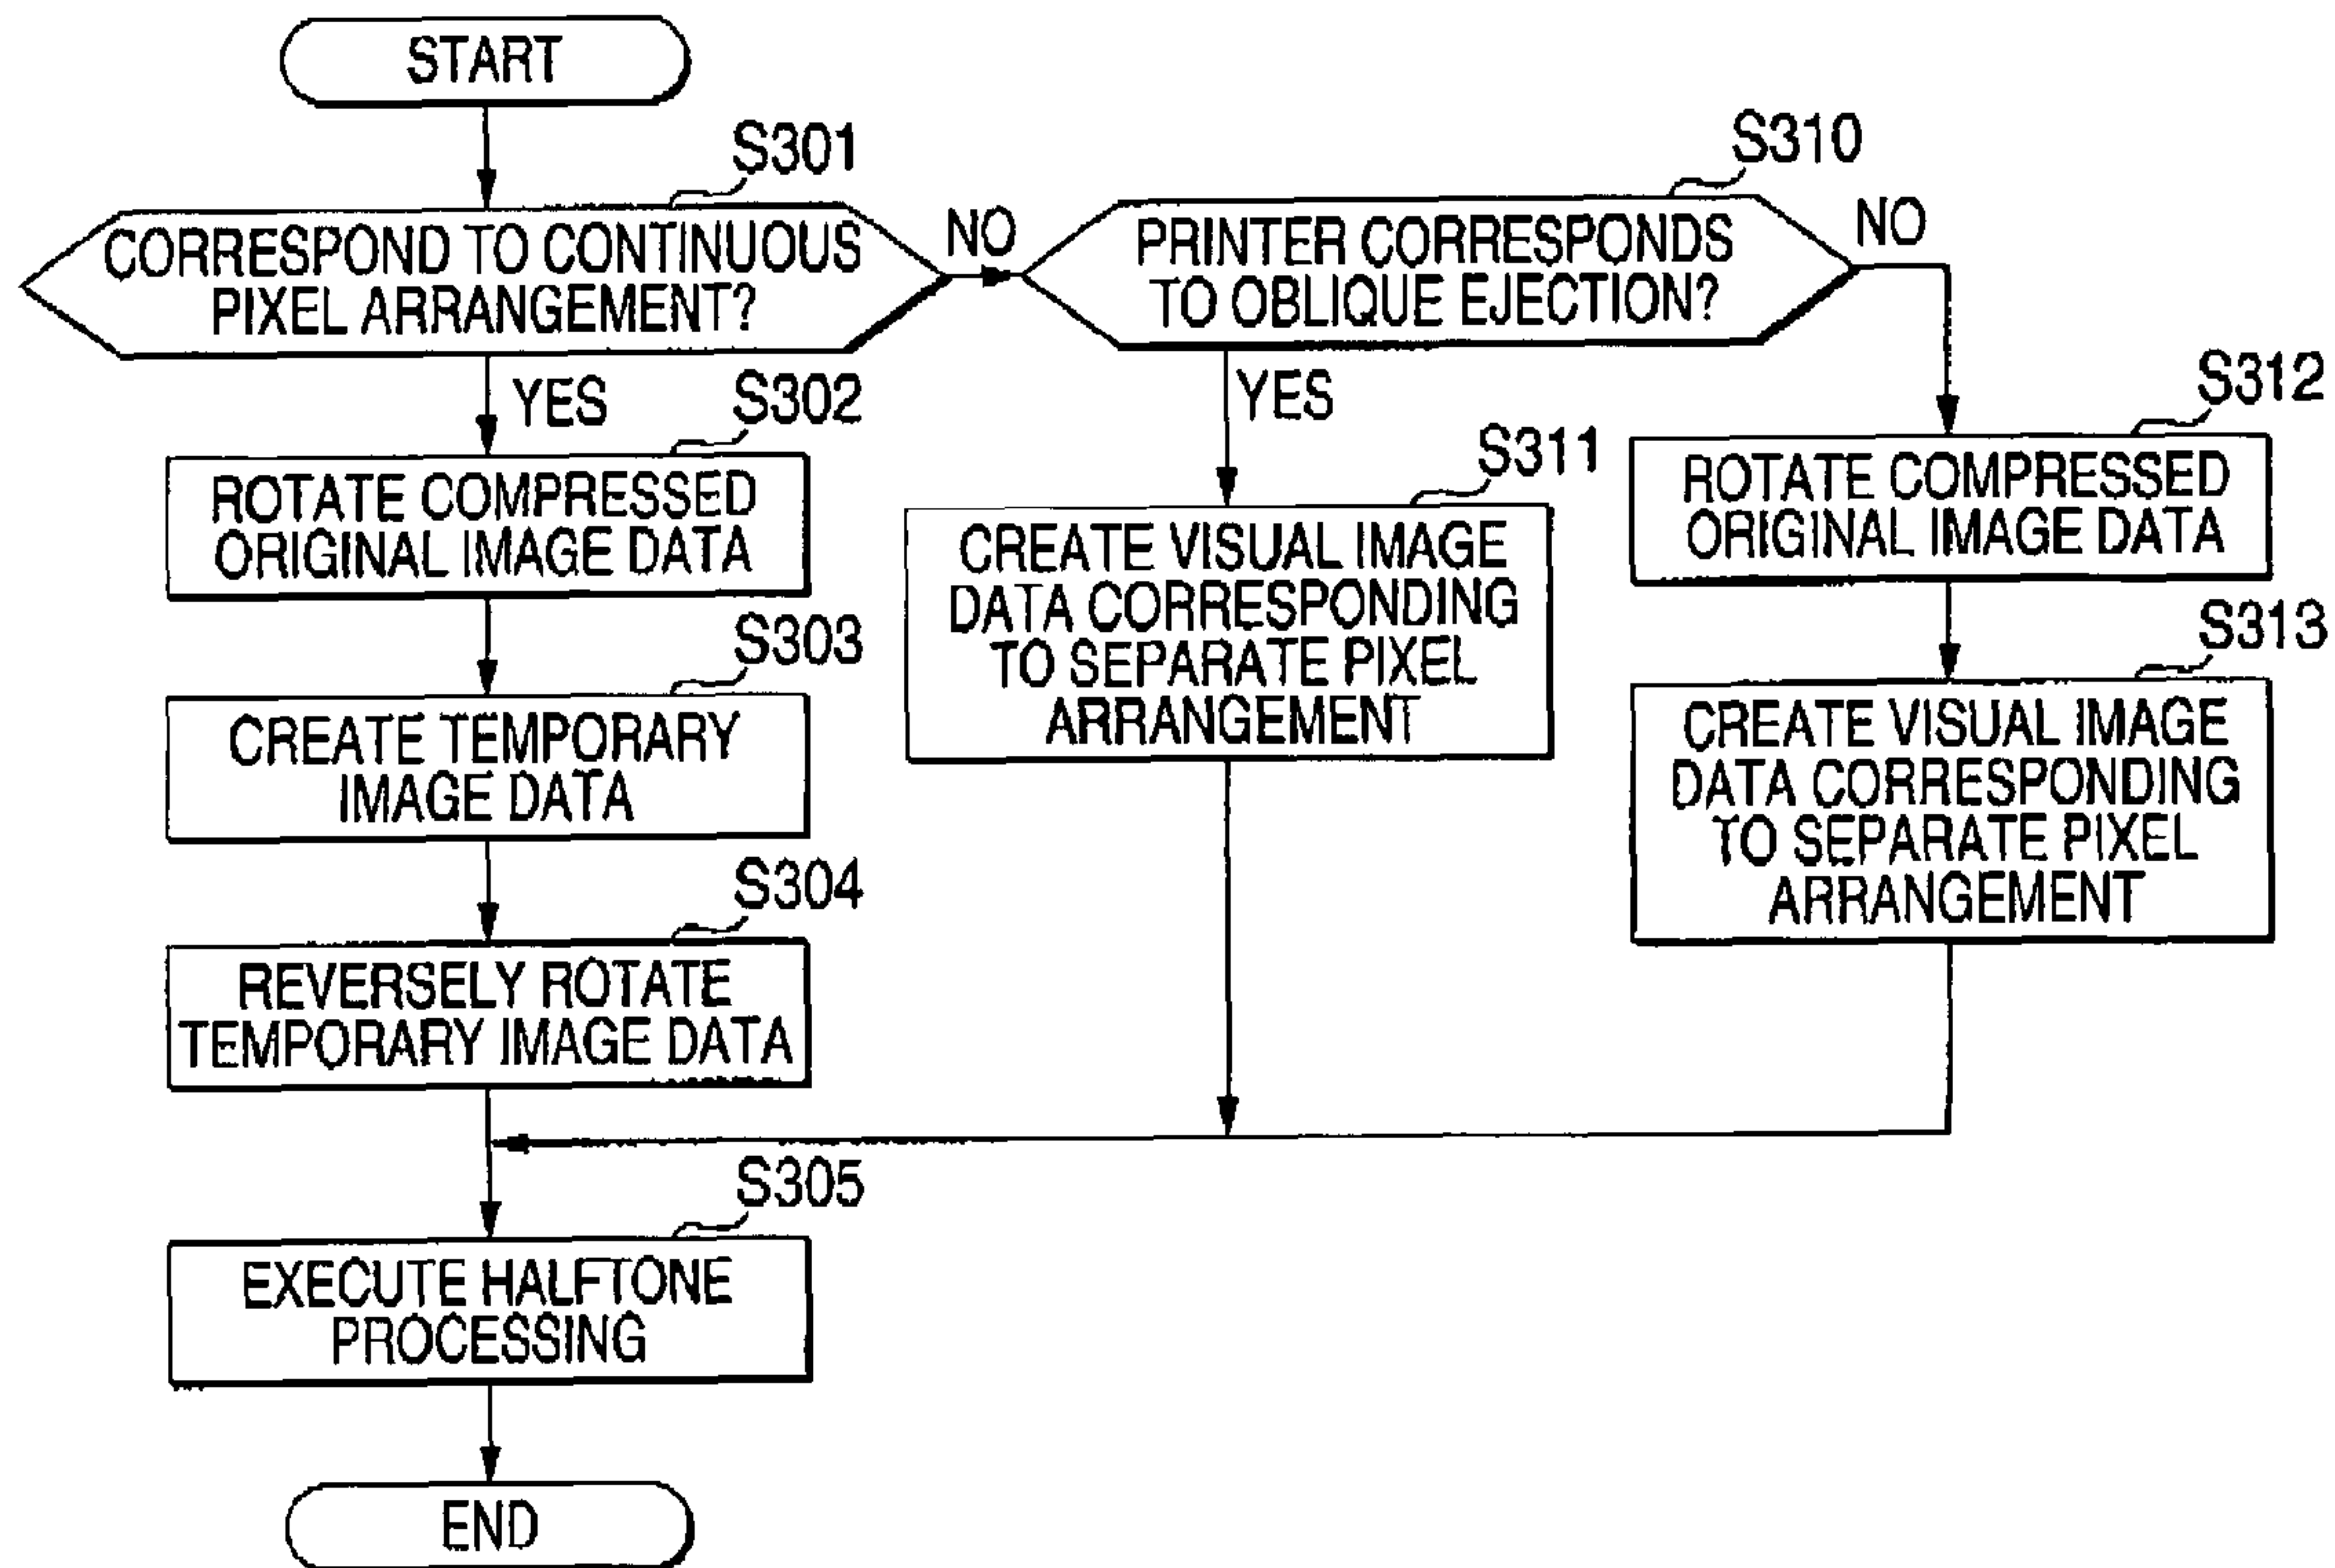 START
S301
CORRESPOND TO CONTINUOUS
PIXEL ARRANGEMENT?
NO
S310
PRINTER CORRESPONDS
TO OBLIQUE EJECTION?
NO
YES
S302
ROTATE COMPRESSED
ORIGINAL IMAGE DATA
S303
CREATE TEMPORARY
IMAGE DATA
S304
REVERSELY ROTATE
TEMPORARY IMAGE DATA
YES
S311
CREATE VISUAL IMAGE
DATA CORRESPONDING
TO SEPARATE PIXEL
ARRANGEMENT
S312
ROTATE COMPRESSED
ORIGINAL IMAGE DATA
S313
CREATE VISUAL IMAGE
DATA CORRESPONDING
TO SEPARATE PIXEL
ARRANGEMENT
S305
EXECUTE HALFTONE
PROCESSING
END